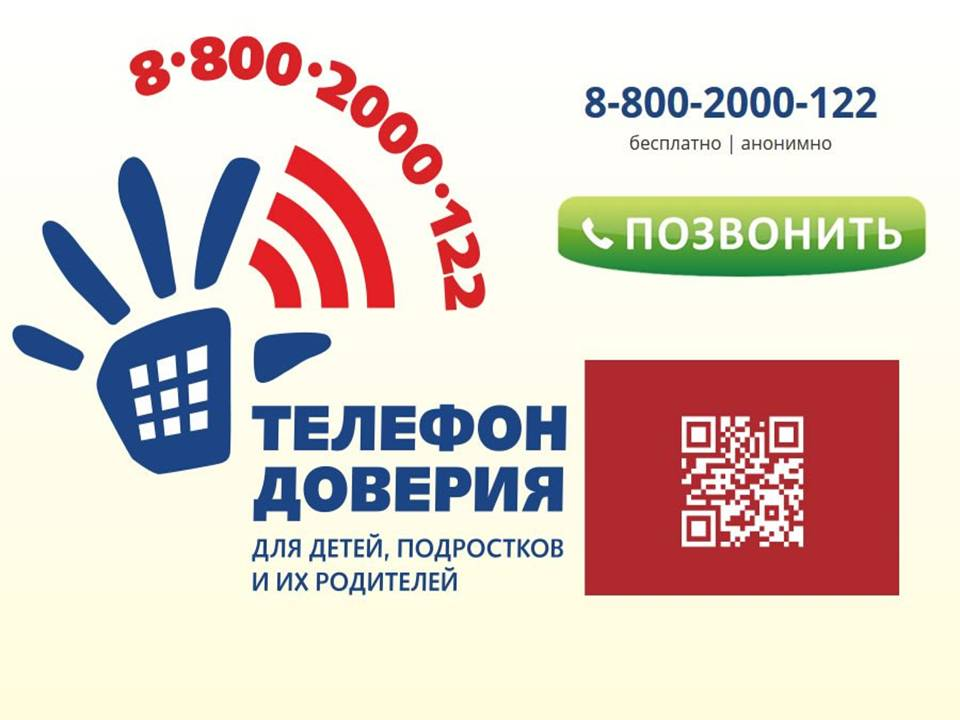 8·800·2000·122
ТЕЛЕФОН
ДОВЕРИЯ
ДЛЯ ДЕТЕЙ, ПОДРОСТКОВ
И ИХ РОДИТЕЛЕЙ
8-800-2000-122
бесплатно | анонимно
ПОЗВОНИТЬ